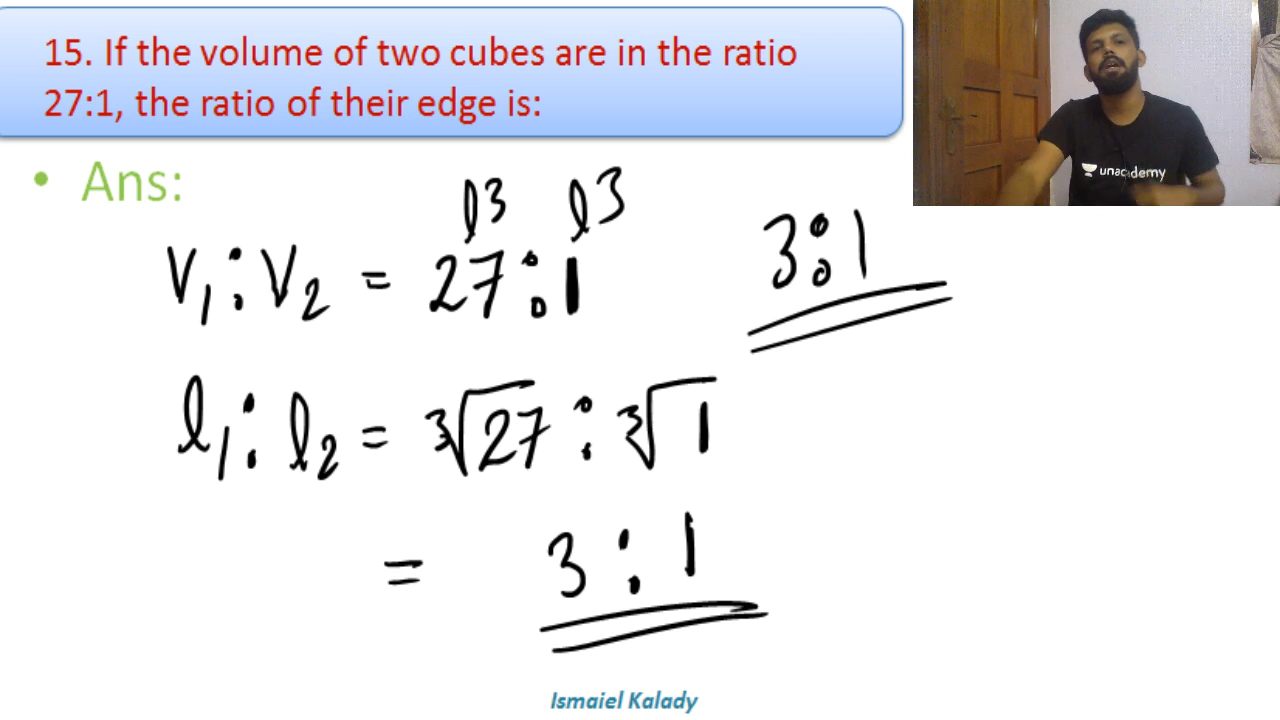 15. If the volume of two cubes are in the ratio
27:1, the ratio of their edge is:
unacademy
• Ans:
l3 l3
V1 : V2 = 27 : 1
3 : 1
l1 : l2 = ∛27 : ∛1
= 3 : 1
Ismaiel Kalady